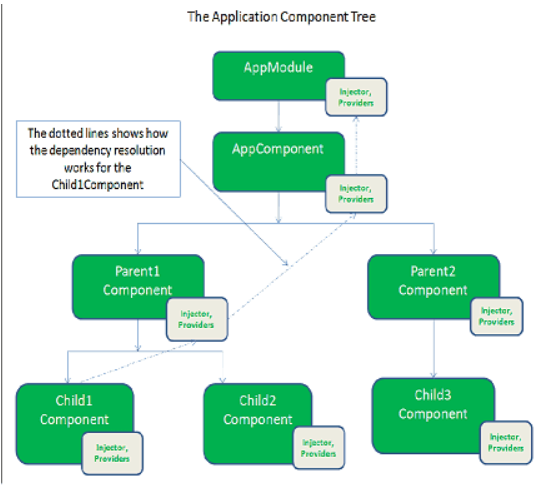 The Application Component Tree
AppModule
Injector,
Providers
The dotted lines shows how
the dependency resolution
works for the
Child1Component
AppComponent
Injector,
Providers
Parent1
Component
Injector,
Providers
Parent2
Component
Injector,
Providers
Child1
Component
Injector,
Providers
Child2
Component
Injector,
Providers
Child3
Component
Injector,
Providers